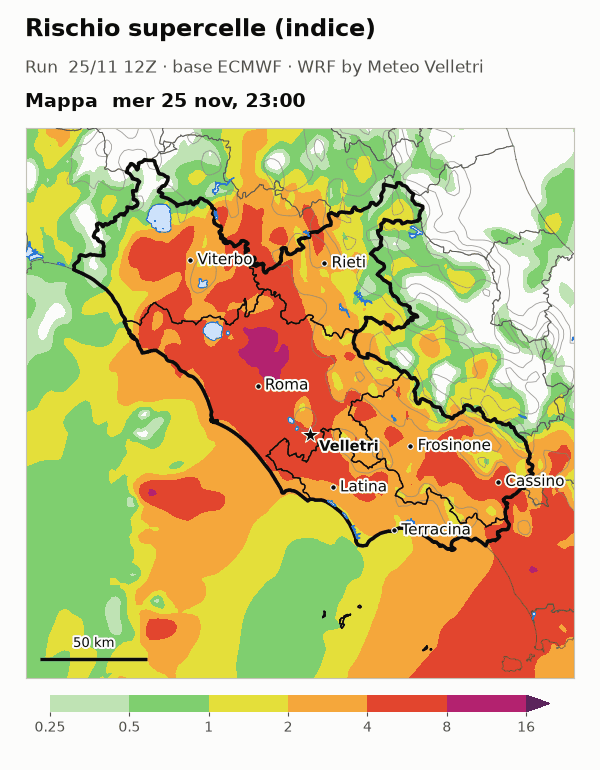 Rischio supercelle (indice)
Run  25/11 12Z · base ECMWF · WRF by Meteo Velletri
Mappa  mer 25 nov, 23:00
Viterbo
Rieti
Roma
Velletri
Frosinone
Cassino
Latina
Terracina
50 km
0.25 0.5 1 2 4 8 16